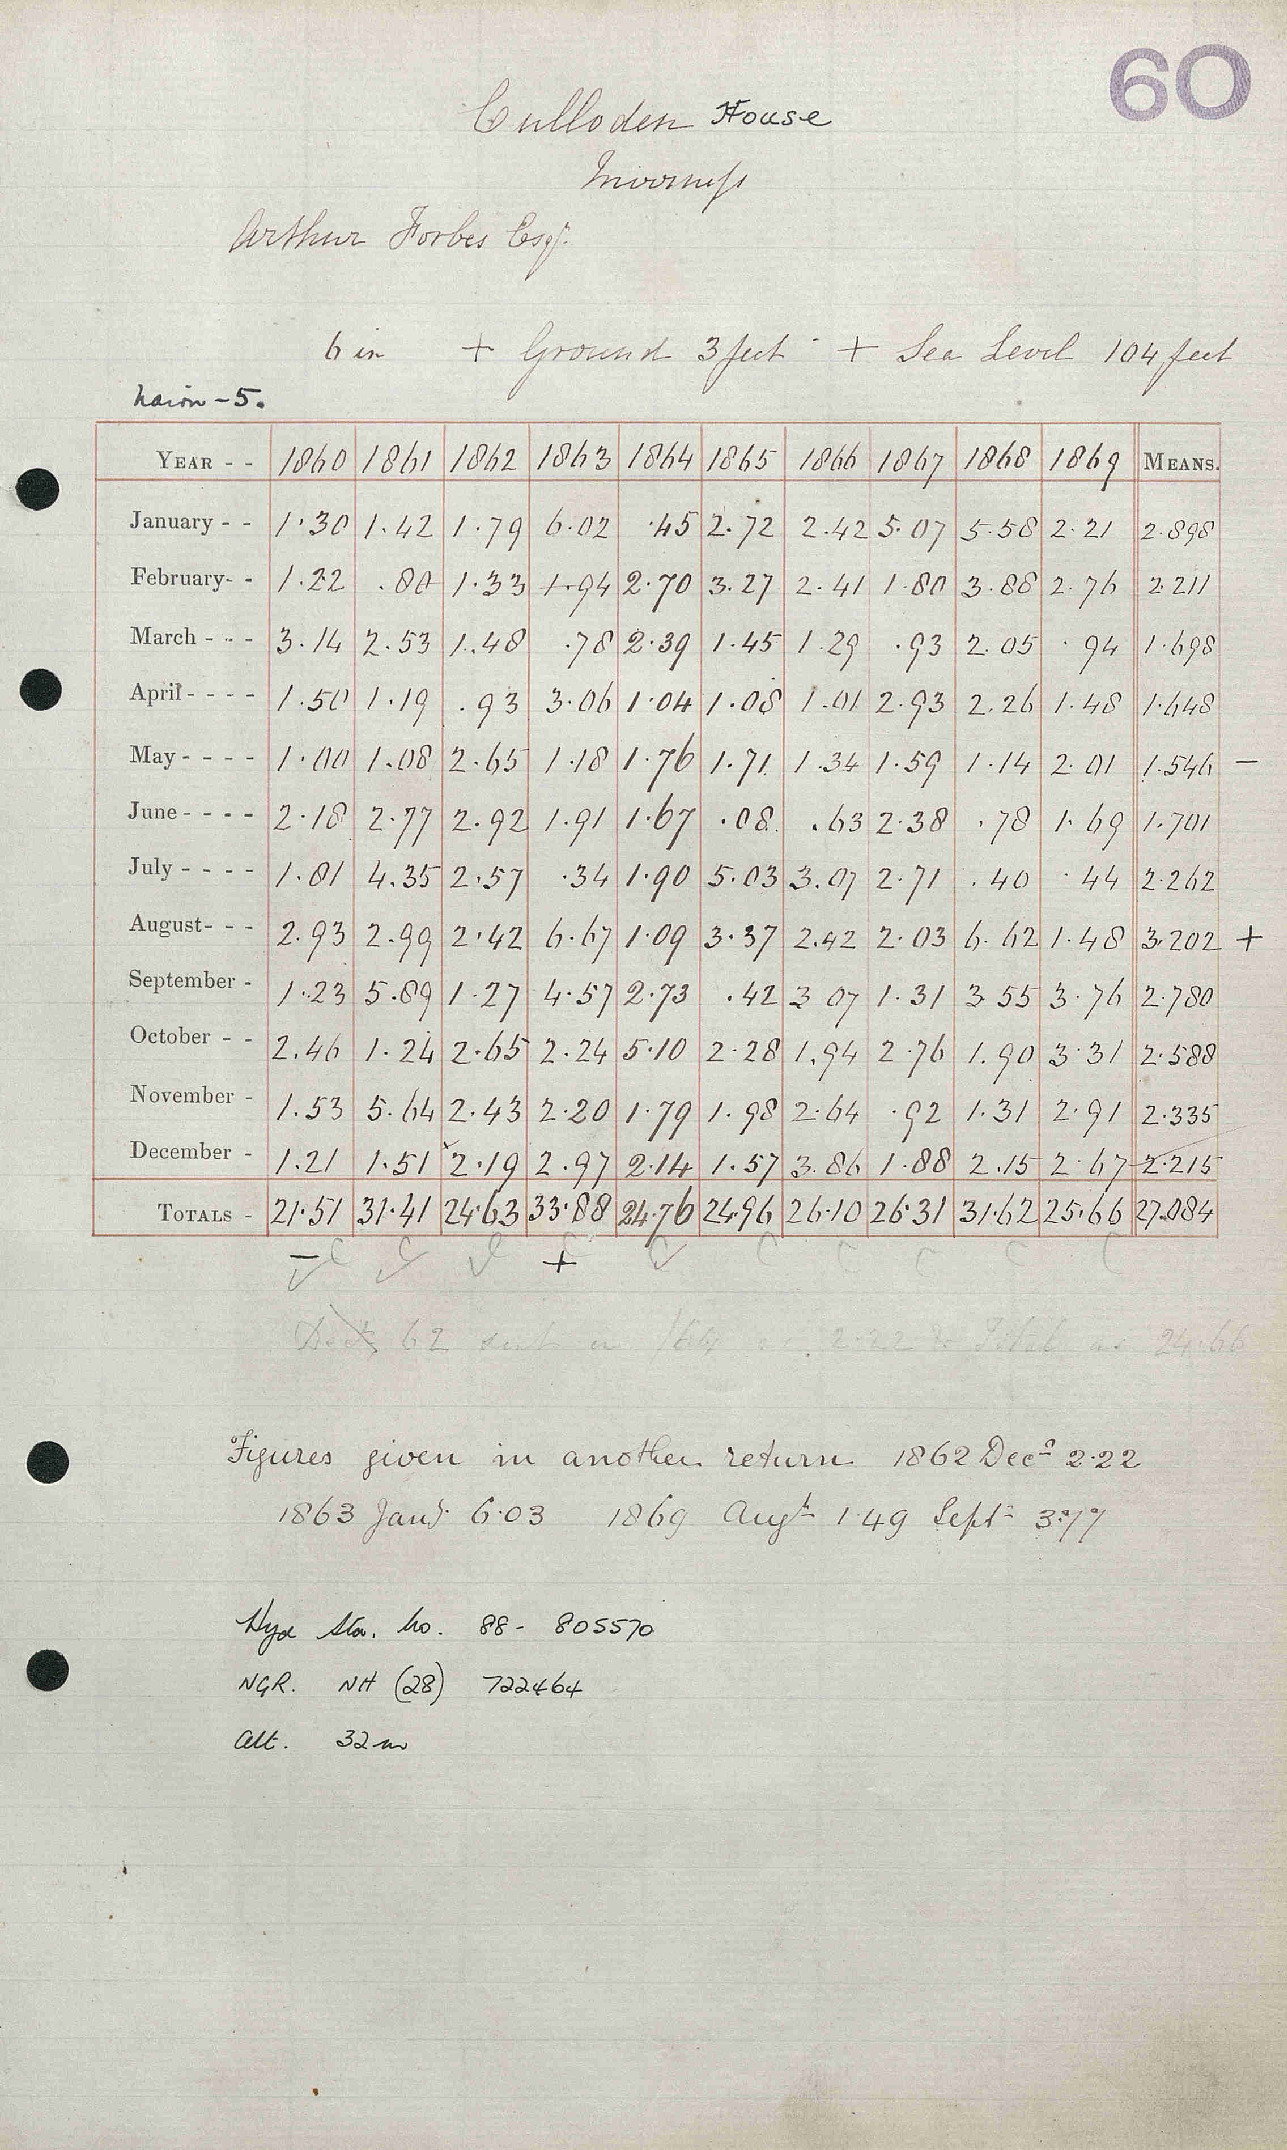 60
Culloden House
Inverness
Arthur Forbes Esqr.
6 in + Ground 3 feet + Sea Level 104 feet
Nairn - 5.
YEAR - - 1860 1861 1862 1863 1864 1865 1866 1867 1868 1869 MEANS.
January - - 1.30 1.42 1.79 6.02 .45 2.72 2.42 5.07 5.58 2.21 2.898
February- - 1.22 .80 1.33 1.94 2.70 3.27 2.41 1.80 3.88 2.76 2.211
March - - - 3.14 2.53 1.48 .78 2.39 1.45 1.29 .93 2.05 .94 1.698
April - - - - 1.50 1.19 .93 3.06 1.04 1.08 1.01 2.93 2.26 1.48 1.648
May - - - - 1.00 1.08 2.65 1.18 1.76 1.71 1.34 1.59 1.14 2.01 1.546 -
June - - - - 2.18 2.77 2.92 1.91 1.67 .08 .63 2.38 .78 1.69 1.701
July - - - - 1.81 4.35 2.57 .34 1.90 5.03 3.07 2.71 .40 .44 2.262
August- - - 2.93 2.99 2.42 6.67 1.09 3.37 2.42 2.03 6.62 1.48 3.202 +
September - 1.23 5.89 1.27 4.57 2.73 .42 3.07 1.31 3.55 3.76 2.780
October - - 2.46 1.24 2.65 2.24 5.10 2.28 1.94 2.76 1.90 3.31 2.588
November - 1.53 5.64 2.43 2.20 1.79 1.98 2.64 .92 1.31 2.91 2.335
December - 1.21 1.51 2.19 2.97 2.14 1.57 3.86 1.88 2.15 2.67 2.215
TOTALS - 21.51 31.41 24.63 33.88 24.76 24.96 26.10 26.31 31.62 25.66 27.084
- +
62 sent in 2.22 & Total as 24.66
Figures given in another return 1862 Decr 2.22
1863 Jany 6.03 1869 Augt 1.49 Sept 3.77
Hyd Sta. No. 88- 805570
NGR. NH (28) 722464
Alt. 32m